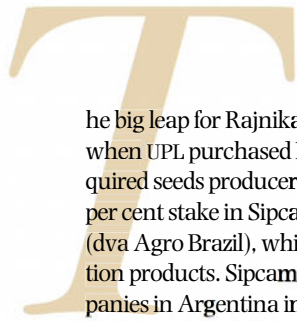 T
he big leap for Rajnika
when UPL purchased
quired seeds producer
per cent stake in Sipca
(dva Agro Brazil), whi
tion products. Sipcam
panies in Argentina in